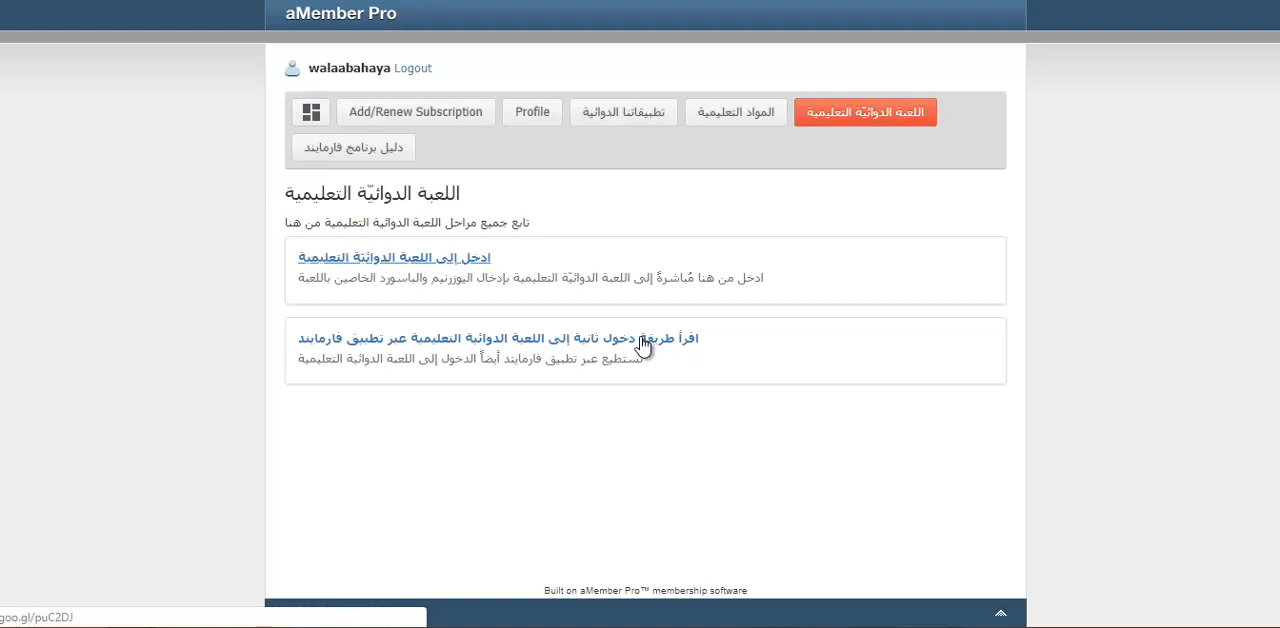 aMember Pro
walaabahaya Logout
Add/Renew Subscription Profile تطبيقاتنا الدوائية المواد التعليمية اللعبة الدوائيّة التعليمية
دليل برنامج فارمايند
اللعبة الدوائيّة التعليمية
تابع جميع مراحل اللعبة الدوائية التعليمية من هنا
ادخل إلى اللعبة الدوائيّة التعليمية
ادخل من هنا مُباشرةً إلى اللعبة الدوائيّة التعليمية بإدخال اليوزرنيم والباسورد الخاصين باللعبة
اقرأ طريقة دخول ثانية إلى اللعبة الدوائية التعليمية عبر تطبيق فارمايند
تستطيع عبر تطبيق فارمايند أيضاً الدخول إلى اللعبة الدوائية التعليمية
Built on aMember Pro™ membership software
goo.gl/puC2DJ